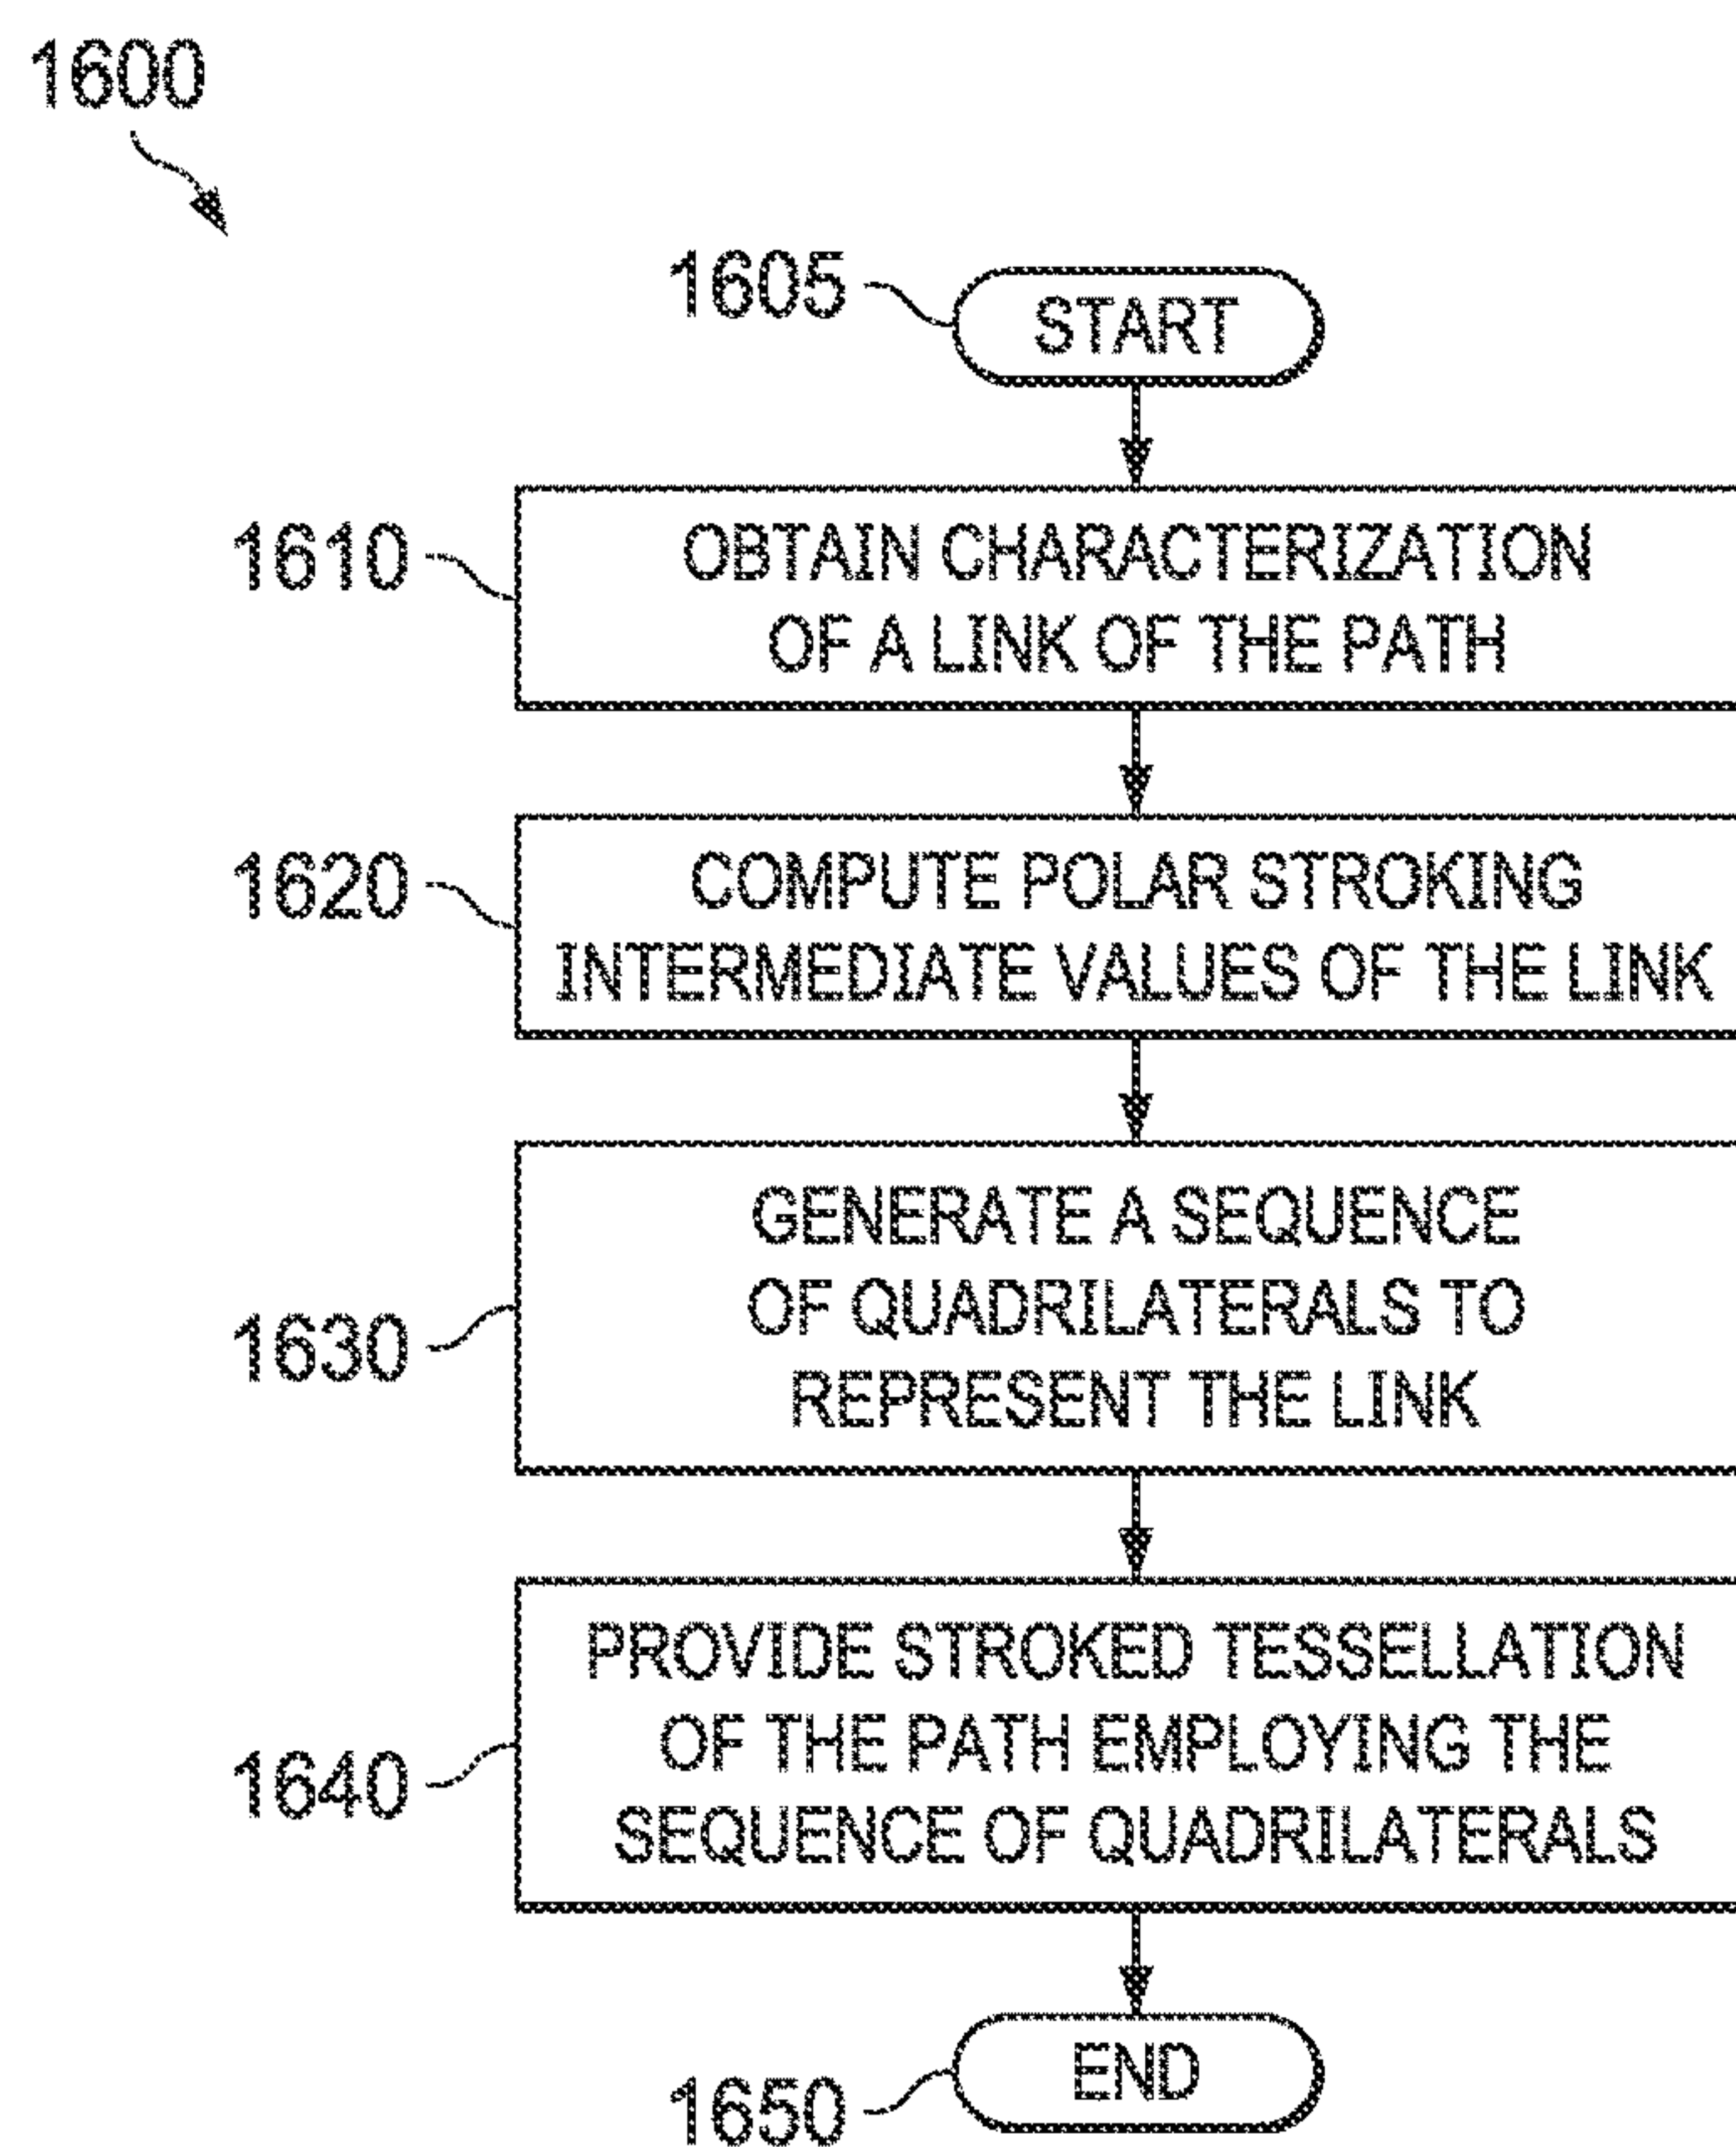 1600
1605
START
1610
OBTAIN CHARACTERIZATION
OF A LINK OF THE PATH
1620
COMPUTE POLAR STROKING
INTERMEDIATE VALUES OF THE LINK
1630
GENERATE A SEQUENCE
OF QUADRILATERALS TO
REPRESENT THE LINK
1640
PROVIDE STROKED TESSELLATION
OF THE PATH EMPLOYING THE
SEQUENCE OF QUADRILATERALS
1650
END